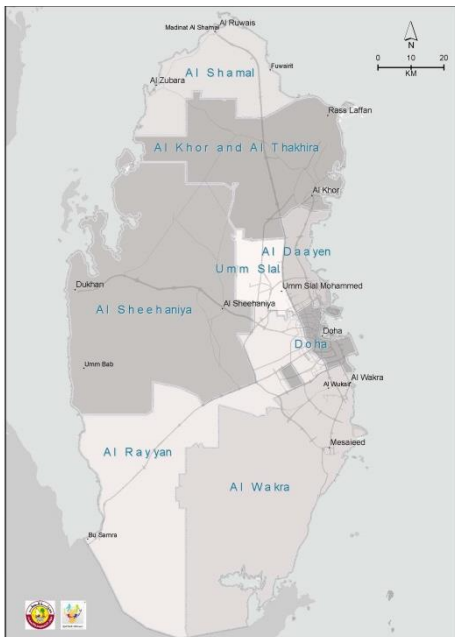 Al Ruwais
Madinat Al Shamal
N
0 10 20
KM
Fuwairit
Al Shamal
Al Zubara
Rass Laffan
Al Khor and Al Thakhira
Al Khor
Al Daayen
Umm Slal
Umm Slal Mohammed
Dukhan
Al Sheehaniya
Al Sheehaniya
Doha
Doha
Umm Bab
Al Wakra
Al Wukair
Al Rayyan
Mesaieed
Al Wakra
Bu Samra